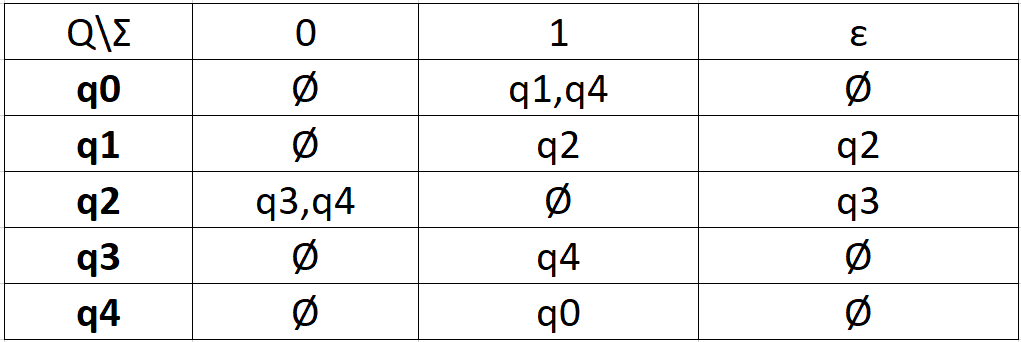 Q\Σ 0 1 ε
q0 Ø q1,q4 Ø
q1 Ø q2 q2
q2 q3,q4 Ø q3
q3 Ø q4 Ø
q4 Ø q0 Ø